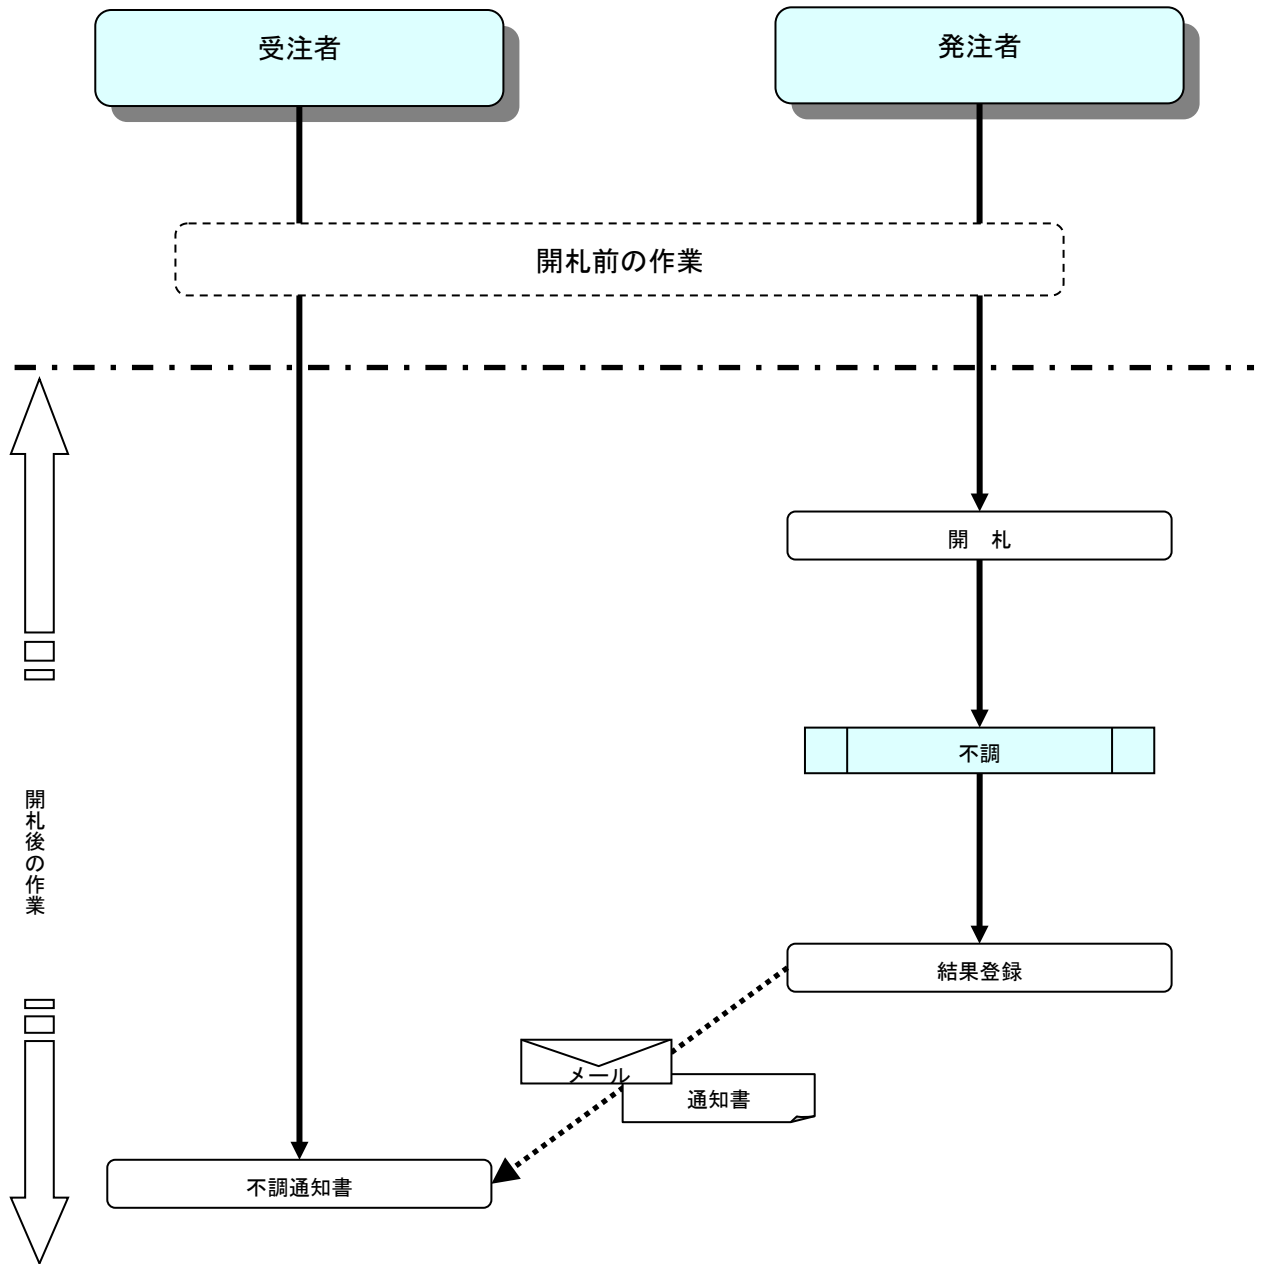 受注者
発注者
開札前の作業
開　札
不調
開札後の作業
結果登録
メール
通知書
不調通知書